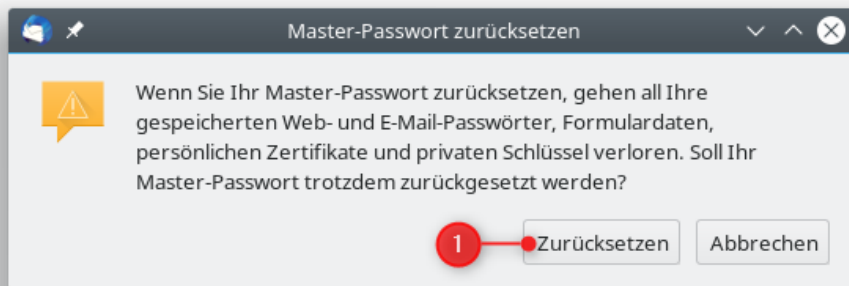 Master-Passwort zurücksetzen
Wenn Sie Ihr Master-Passwort zurücksetzen, gehen all Ihre
gespeicherten Web- und E-Mail-Passwörter, Formulardaten,
persönlichen Zertifikate und privaten Schlüssel verloren. Soll Ihr
Master-Passwort trotzdem zurückgesetzt werden?
1 Zurücksetzen Abbrechen